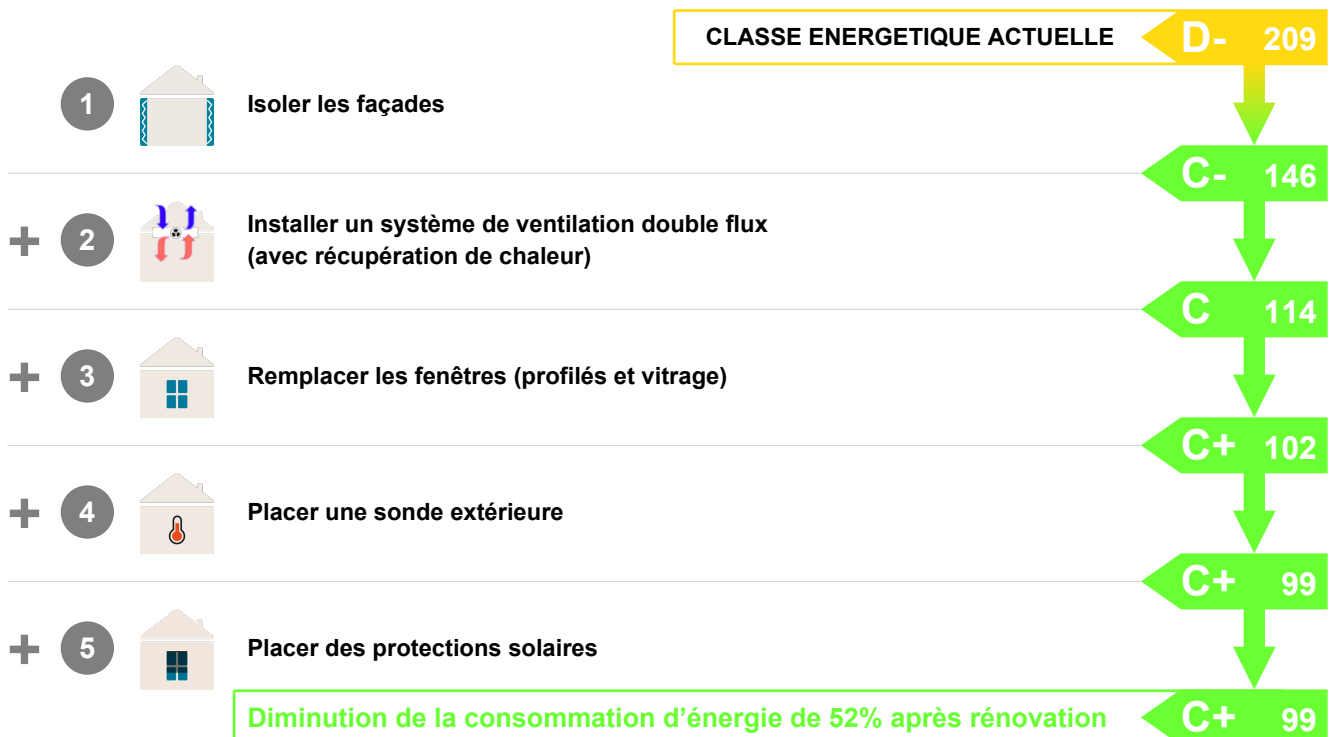 CLASSE ENERGETIQUE ACTUELLE D- 209
1 Isoler les façades
C- 146
+ 2 Installer un système de ventilation double flux
(avec récupération de chaleur)
C 114
+ 3 Remplacer les fenêtres (profilés et vitrage)
C+ 102
+ 4 Placer une sonde extérieure
C+ 99
+ 5 Placer des protections solaires
Diminution de la consommation d’énergie de 52% après rénovation C+ 99